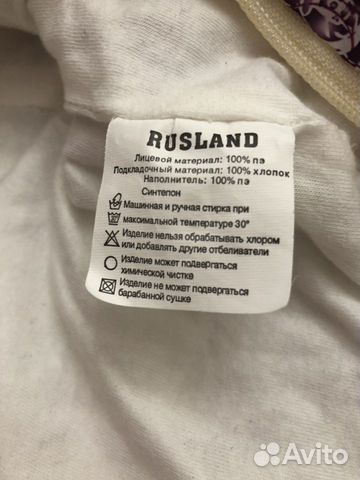 RUSLAND
Лицевой материал: 100% пэ
Подкладочный материал: 100% хлопок
Наполнитель: 100% пэ
Синтепон
Машинная и ручная стирка при
максимальной температуре 30°
Изделие нельзя обрабатывать хлором
или добавлять другие отбеливатели
Изделие может подвергаться
химической чистке
Изделие не может подвергаться
барабанной сушке
Avito